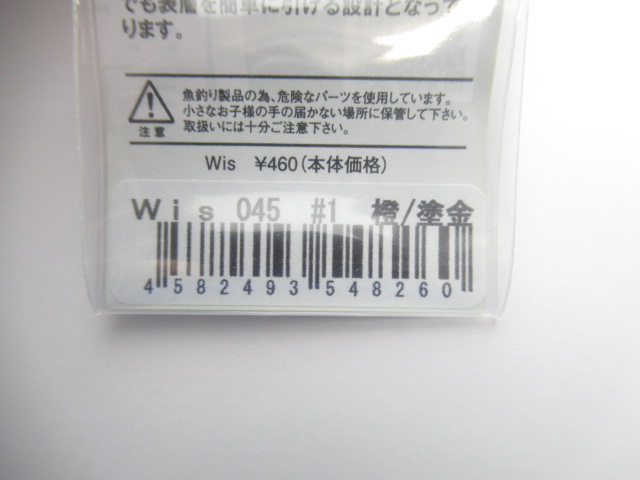 でも表層を簡単に引ける設計となって
ります。
魚釣り製品の為、危険なパーツを使用しています。
小さなお子様の手の届かない場所に保管して下さい。
取扱いには十分ご注意下さい。
注意
Wis ¥460(本体価格)
Wis 045 #1 橙/塗金
4582493548260